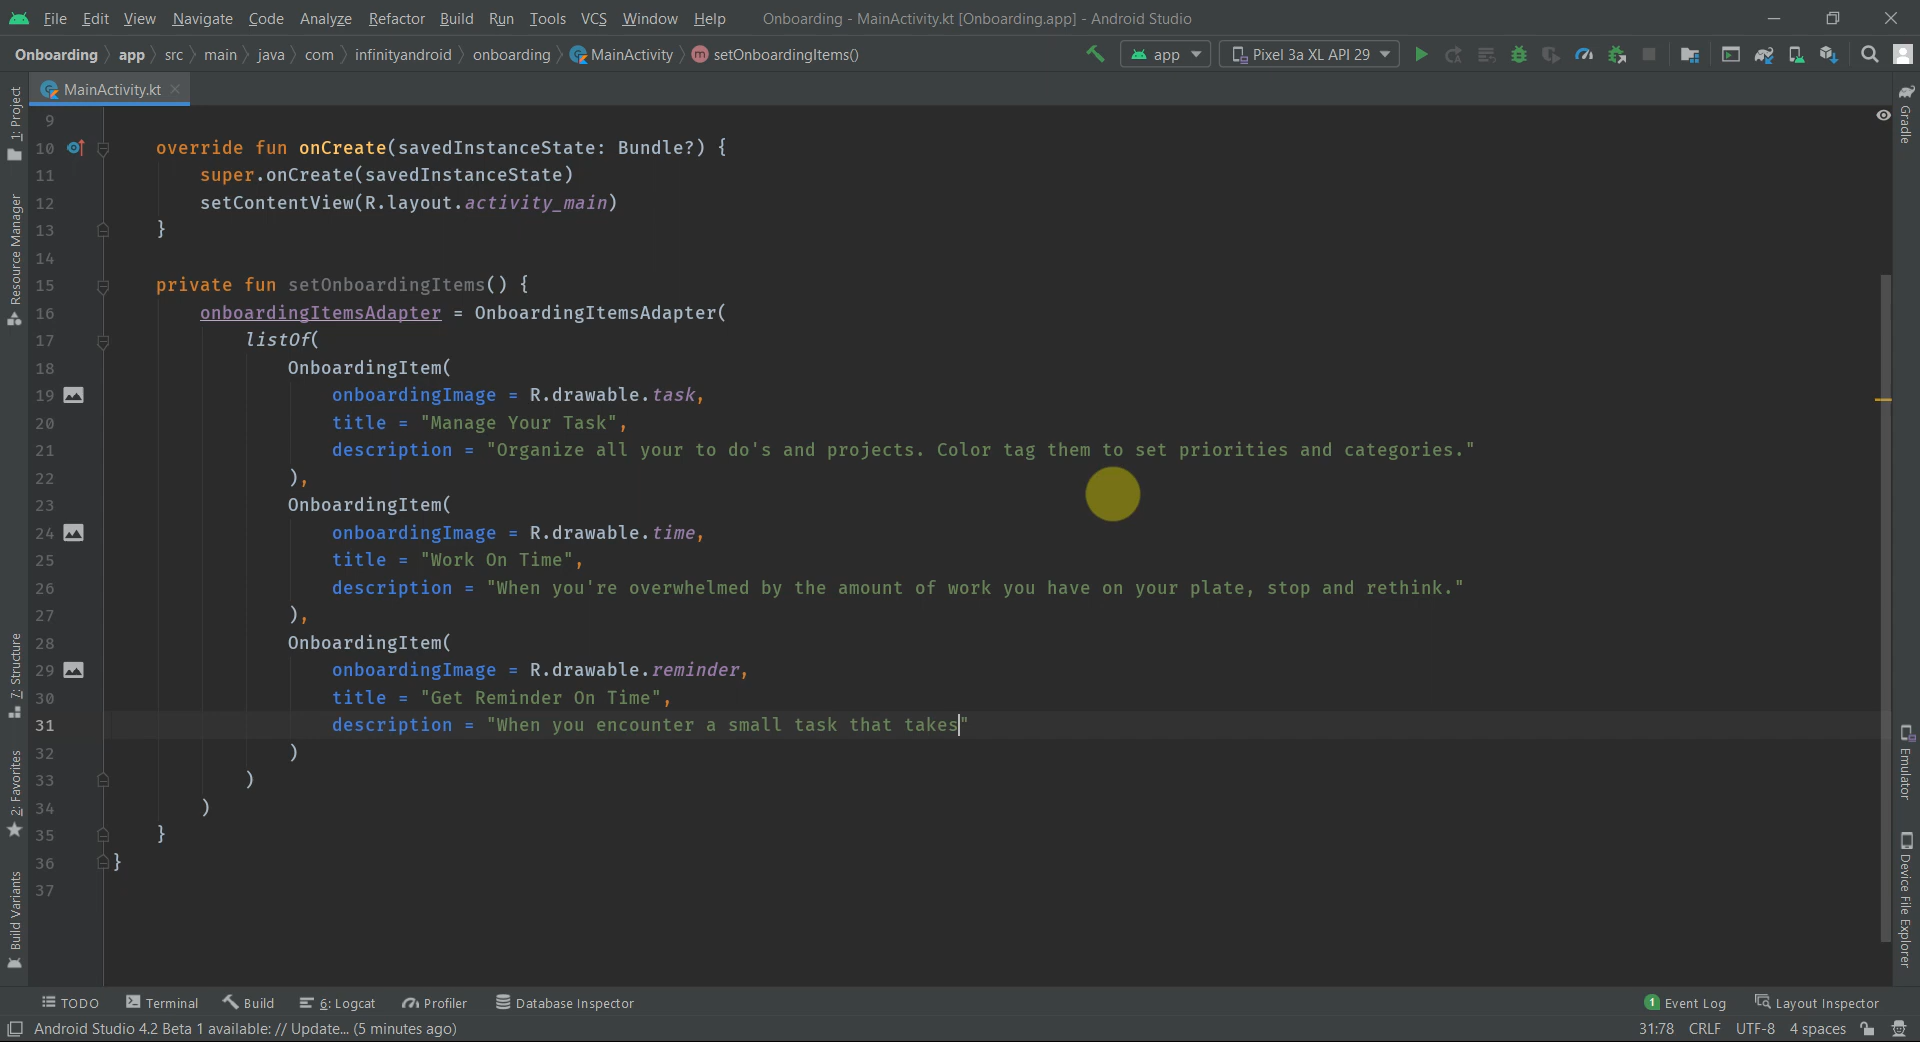 File Edit View Navigate Code Analyze Refactor Build Run Tools VCS Window Help Onboarding - MainActivity.kt [Onboarding.app] - Android Studio
Onboarding app src main java com infinityandroid onboarding MainActivity setOnboardingItems() app Pixel 3a XL API 29
MainActivity.kt
1: Project
Resource Manager
7: Structure
2: Favorites
Build Variants
9
10 override fun onCreate(savedInstanceState: Bundle?) {
11 super.onCreate(savedInstanceState)
12 setContentView(R.layout.activity_main)
13 }
14
15 private fun setOnboardingItems() {
16 onboardingItemsAdapter = OnboardingItemsAdapter(
17 listOf(
18 OnboardingItem(
19 onboardingImage = R.drawable.task,
20 title = "Manage Your Task",
21 description = "Organize all your to do's and projects. Color tag them to set priorities and categories."
22 ),
23 OnboardingItem(
24 onboardingImage = R.drawable.time,
25 title = "Work On Time",
26 description = "When you're overwhelmed by the amount of work you have on your plate, stop and rethink."
27 ),
28 OnboardingItem(
29 onboardingImage = R.drawable.reminder,
30 title = "Get Reminder On Time",
31 description = "When you encounter a small task that takes"
32 )
33 )
34 )
35 }
36 }
37
Gradle
Emulator
Device File Explorer
TODO Terminal Build 6: Logcat Profiler Database Inspector 1 Event Log Layout Inspector
Android Studio 4.2 Beta 1 available: // Update... (5 minutes ago) 31:78 CRLF UTF-8 4 spaces